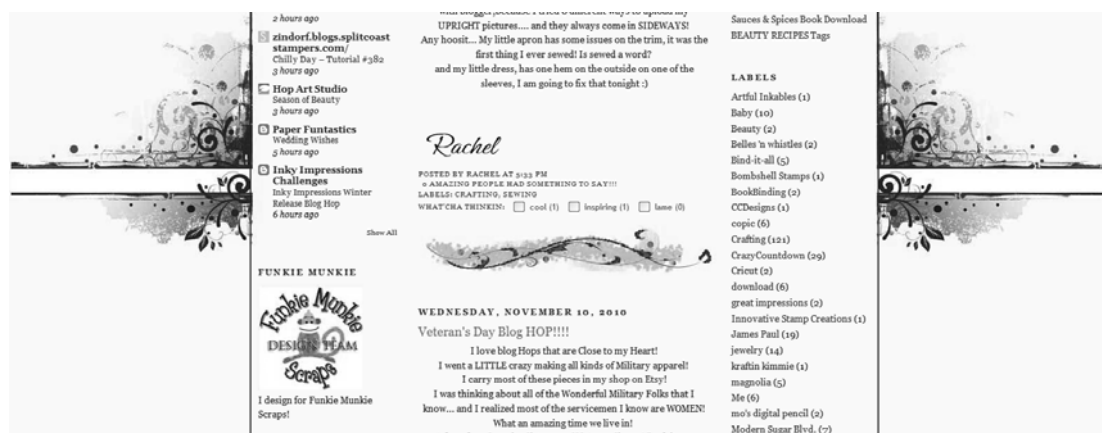 2 hours ago
zindorf.blogs.splitcoast
stampers.com/
Chilly Day – Tutorial #382
3 hours ago
Hop Art Studio
Season of Beauty
3 hours ago
Paper Funtastics
Wedding Wishes
5 hours ago
Inky Impressions
Challenges
Inky Impressions Winter
Release Blog Hop
6 hours ago
Show All
FUNKIE MUNKIE
Funkie Munkie
DESIGN TEAM
Scraps
I design for Funkie Munkie
Scraps!
UPRIGHT pictures.... and they always come in SIDEWAYS!
Any hoosit... My little apron has some issues on the trim, it was the
first thing I ever sewed! Is sewed a word?
and my little dress, has one hem on the outside on one of the
sleeves, I am going to fix that tonight :)
Rachel
POSTED BY RACHEL AT 5:33 PM
0 AMAZING PEOPLE HAD SOMETHING TO SAY!!!
LABELS: CRAFTING, SEWING
WHAT'CHA THINKIN: cool (1) inspiring (1) lame (0)
WEDNESDAY, NOVEMBER 10, 2010
Veteran's Day Blog HOP!!!!
I love blog Hops that are Close to my Heart!
I went a LITTLE crazy making all kinds of Military apparel!
I carry most of these pieces in my shop on Etsy!
I was thinking about all of the Wonderful Military Folks that I
know... and I realized most of the servicemen I know are WOMEN!
What an amazing time we live in!
Sauces & Spices Book Download
BEAUTY RECIPES Tags
LABELS
Artful Inkables (1)
Baby (10)
Beauty (2)
Belles 'n whistles (2)
Bind-it-all (5)
Bombshell Stamps (1)
BookBinding (2)
CCDesigns (1)
copic (6)
Crafting (121)
CrazyCountdown (29)
Cricut (2)
download (6)
great impressions (2)
Innovative Stamp Creations (1)
James Paul (19)
jewelry (14)
kraftin kimmie (1)
magnolia (5)
Me (6)
mo's digital pencil (2)
Modern Sugar Blvd. (7)